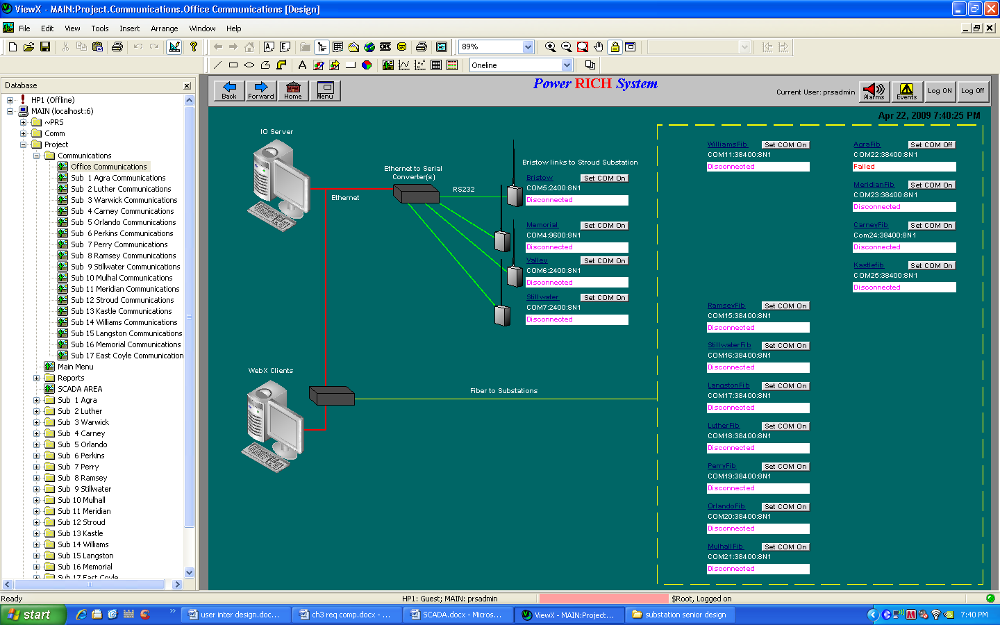 ViewX - MAIN:Project.Communications.Office Communications [Design]
File Edit View Tools Insert Arrange Window Help
89%
Oneline
Database
HP1 (Offline)
MAIN (localhost:6)
~PRS
Comm
Project
Communications
Office Communications
Sub 1 Agra Communications
Sub 2 Luther Communications
Sub 3 Warwick Communications
Sub 4 Carney Communications
Sub 5 Orlando Communications
Sub 6 Perkins Communications
Sub 7 Perry Communications
Sub 8 Ramsey Communications
Sub 9 Stillwater Communications
Sub 10 Mulhal Communications
Sub 11 Meridian Communications
Sub 12 Stroud Communications
Sub 13 Kastle Communications
Sub 14 Williams Communications
Sub 15 Langston Communications
Sub 16 Memorial Communications
Sub 17 East Coyle Communication
Main Menu
Reports
SCADA AREA
Sub 1 Agra
Sub 2 Luther
Sub 3 Warwick
Sub 4 Carney
Sub 5 Orlando
Sub 6 Perkins
Sub 7 Perry
Sub 8 Ramsey
Sub 9 Stillwater
Sub 10 Mulhall
Sub 11 Meridian
Sub 12 Stroud
Sub 13 Kastle
Sub 14 Williams
Sub 15 Langston
Sub 16 Memorial
Sub 17 East Coyle
Back Forward Home Menu
Power RICH System
Current User: prsadmin
Alarms Events Log ON Log Off
Apr 22, 2009 7:40:25 PM
IO Server
Ethernet to Serial
Converter(s)
Ethernet
RS232
Bristow links to Stroud Substation
Bristow Set COM On
COM5:2400:8N1
Disconnected
Memorial Set COM On
COM4:9600:8N1
Disconnected
Valley Set COM On
COM6:2400:8N1
Disconnected
Stillwater Set COM On
COM7:2400:8N1
Disconnected
WebX Clients
Fiber to Substations
WilliamsFib Set COM On
COM11:38400:8N1
Disconnected
RamseyFib Set COM On
COM15:38400:8N1
Disconnected
StillwaterFib Set COM On
COM16:38400:8N1
Disconnected
LangstonFib Set COM On
COM17:38400:8N1
Disconnected
LutherFib Set COM On
COM18:38400:8N1
Disconnected
PerryFib Set COM On
COM19:38400:8N1
Disconnected
OrlandoFib Set COM On
COM20:38400:8N1
Disconnected
MulhallFib Set COM On
COM21:38400:8N1
Disconnected
AgraFib Set COM Off
COM22:38400:8N1
Failed
MeridianFib Set COM On
COM23:38400:8N1
Disconnected
CarneyFib Set COM On
Com24:38400:8N1
Disconnected
Kastlefib Set COM On
COM25:38400:8N1
Disconnected
Ready HP1: Guest; MAIN: prsadmin $Root, Logged on
start user inter design.doc... ch3 req comp.docx - ... SCADA.docx - Micros... ViewX - MAIN:Project... substation senior design 7:40 PM